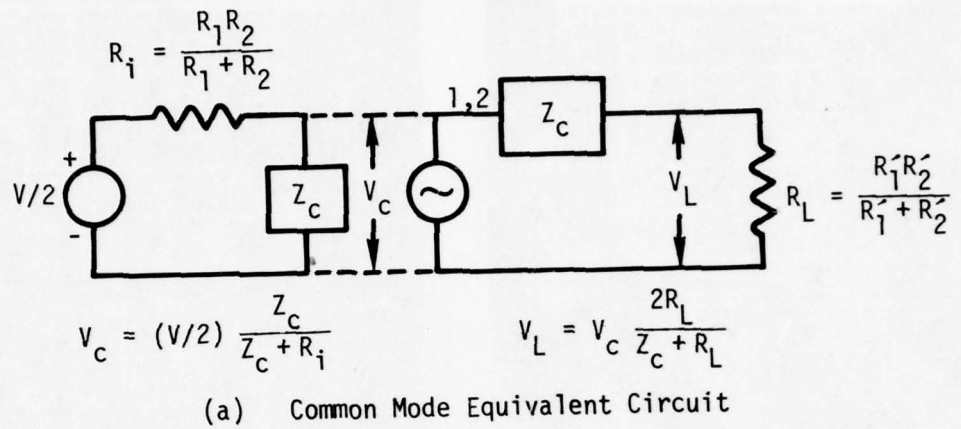 R_i = R_1R_2 / (R_1 + R_2)
1,2
Z_c
+
V/2
-
Z_c
V_c
~
V_L
R_L = R_1´R_2´ / (R_1´ + R_2´)
V_c = (V/2) Z_c / (Z_c + R_i)
V_L = V_c 2R_L / (Z_c + R_L)
(a) Common Mode Equivalent Circuit